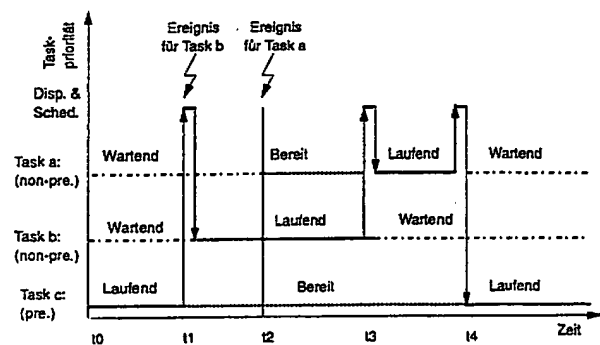 Task-
priorität
Ereignis
für Task b
Ereignis
für Task a
Disp. &
Sched.
Task a:
(non-pre.)
Wartend
Bereit
Laufend
Wartend
Task b:
(non-pre.)
Wartend
Laufend
Wartend
Task c:
(pre.)
Laufend
Bereit
Laufend
t0
t1
t2
t3
t4
Zeit